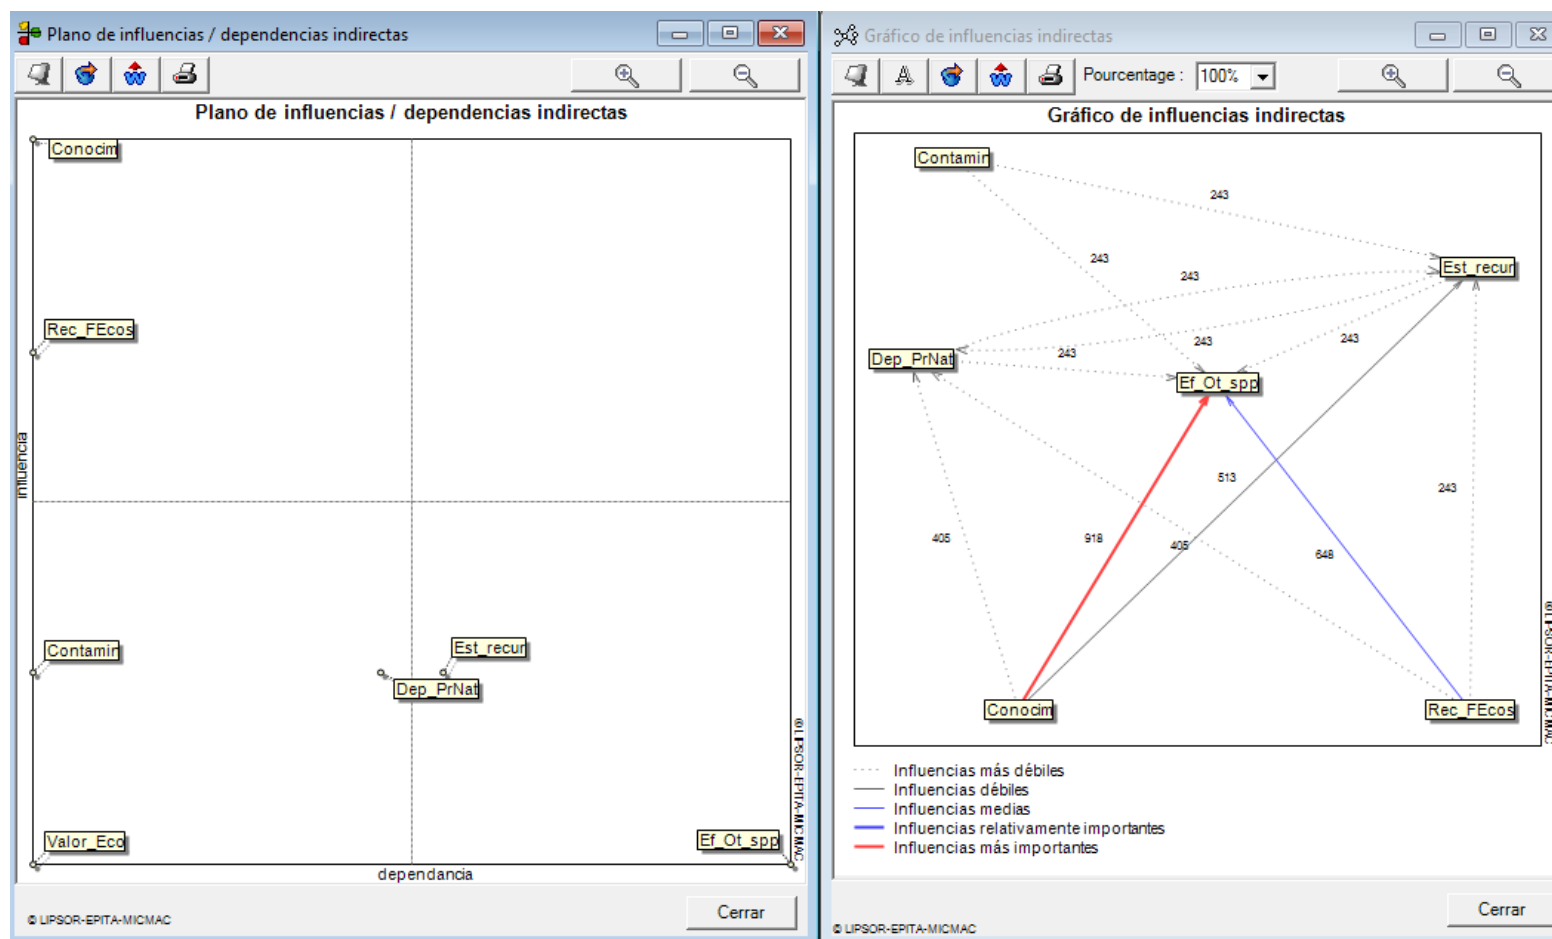 Plano de influencias / dependencias indirectas
Plano de influencias / dependencias indirectas
Conocim
Rec_FEcos
influencia
Contamin
Est_recur
Dep_PrNat
Valor_Eco
Ef_Ot_spp
dependancia
© LIPSOR-EPITA-MICMAC
© LIPSOR-EPITA-MICMAC
Cerrar
Gráfico de influencias indirectas
Pourcentage : 100%
Gráfico de influencias indirectas
Contamin
243
243
Est_recur
243
243
243
243
Dep_PrNat
Ef_Ot_spp
513
243
405
918
405
648
Conocim
Rec_FEcos
© LIPSOR-EPITA-MICMAC
Influencias más débiles
Influencias débiles
Influencias medias
Influencias relativamente importantes
Influencias más importantes
Cerrar
© LIPSOR-EPITA-MICMAC